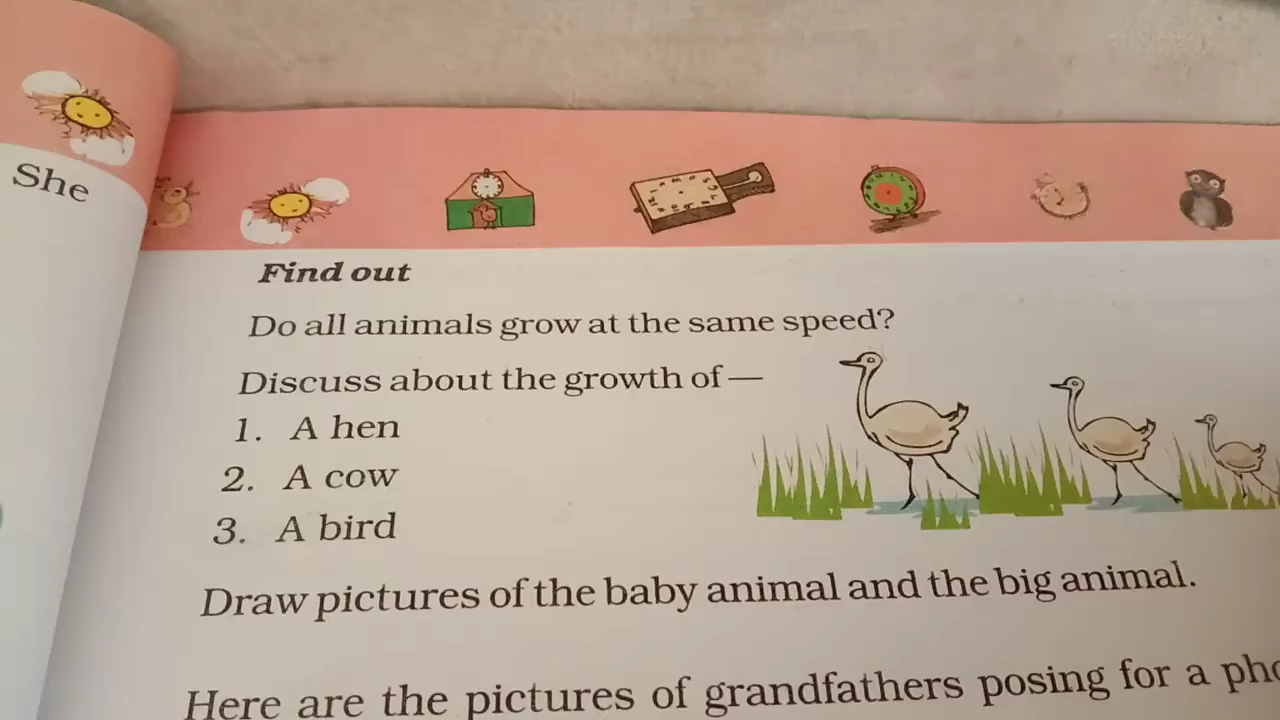 She
Find out
Do all animals grow at the same speed?
Discuss about the growth of —
1. A hen
2. A cow
3. A bird
Draw pictures of the baby animal and the big animal.
Here are the pictures of grandfathers posing for a